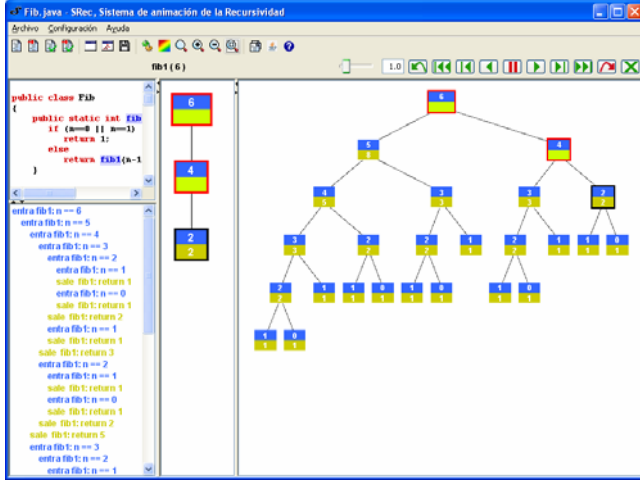 Fib.java - SRec, Sistema de animación de la Recursividad
Archivo Configuración Ayuda
fib1 ( 6 )
1.0
public class Fib
{
public static int fib
if (n==0 || n==1)
return 1;
else
return fib1(n-1
}
entra fib1: n == 6
entra fib1: n == 5
entra fib1: n == 4
entra fib1: n == 3
entra fib1: n == 2
entra fib1: n == 1
sale fib1: return 1
entra fib1: n == 0
sale fib1: return 1
sale fib1: return 2
entra fib1: n == 1
sale fib1: return 1
sale fib1: return 3
entra fib1: n == 2
entra fib1: n == 1
sale fib1: return 1
entra fib1: n == 0
sale fib1: return 1
sale fib1: return 2
sale fib1: return 5
entra fib1: n == 3
entra fib1: n == 2
entra fib1: n == 1
6
4
2
2
6
5 4
8
4 3 3 2
5 3 3 2
3 2 2 1 2 1 1 0
3 2 2 1 2 1 1 1
2 1 1 0 1 0 1 0
2 1 1 1 1 1 1 1
1 0
1 1